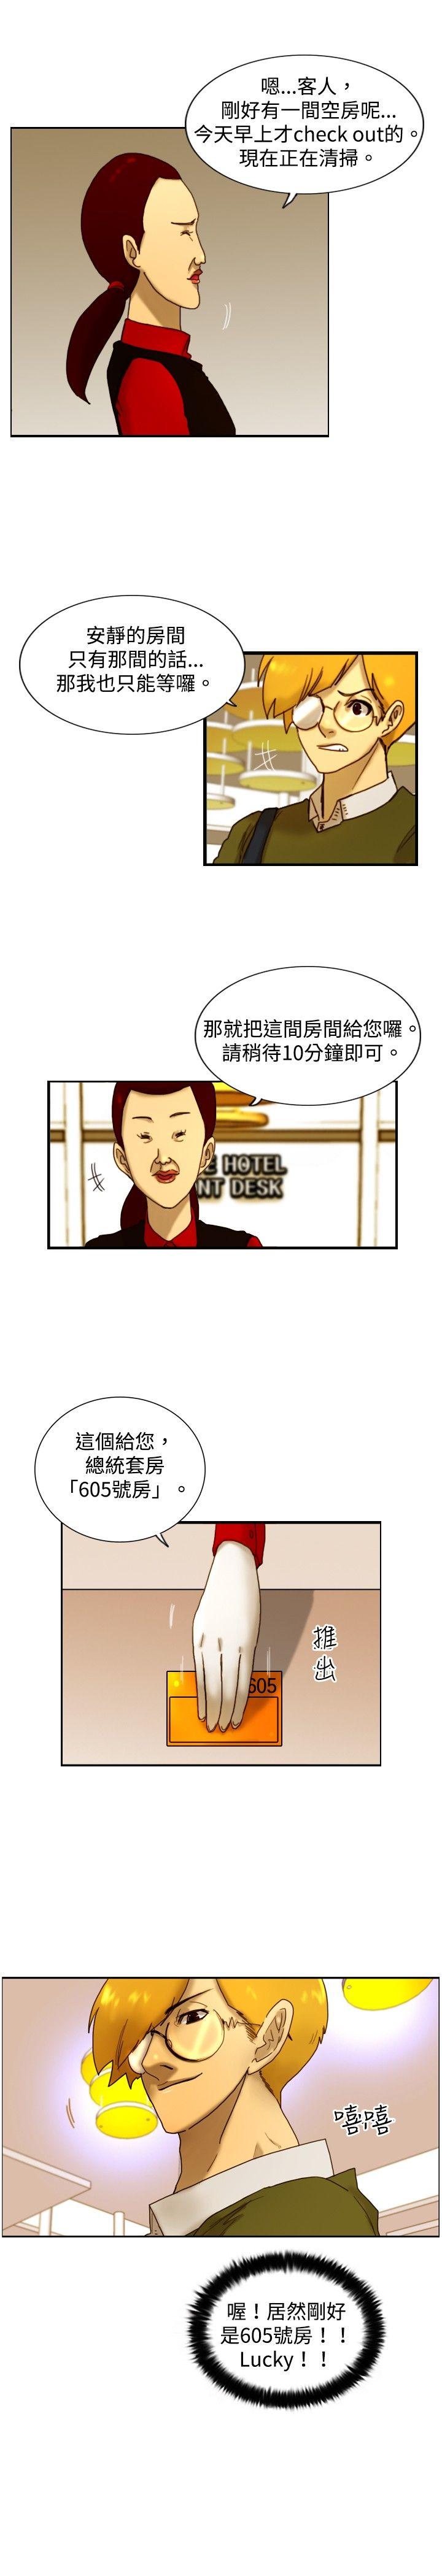 嗯...客人，
剛好有一間空房呢...
今天早上才check out的。
現在正在清掃。
安靜的房間
只有那間的話...
那我也只能等囉。
那就把這間房間給您囉。
請稍待10分鐘即可。
E HOTEL
NT DESK
這個給您，
總統套房
「605號房」。
605
推出
嘻嘻
喔！居然剛好
是605號房！！
Lucky！！